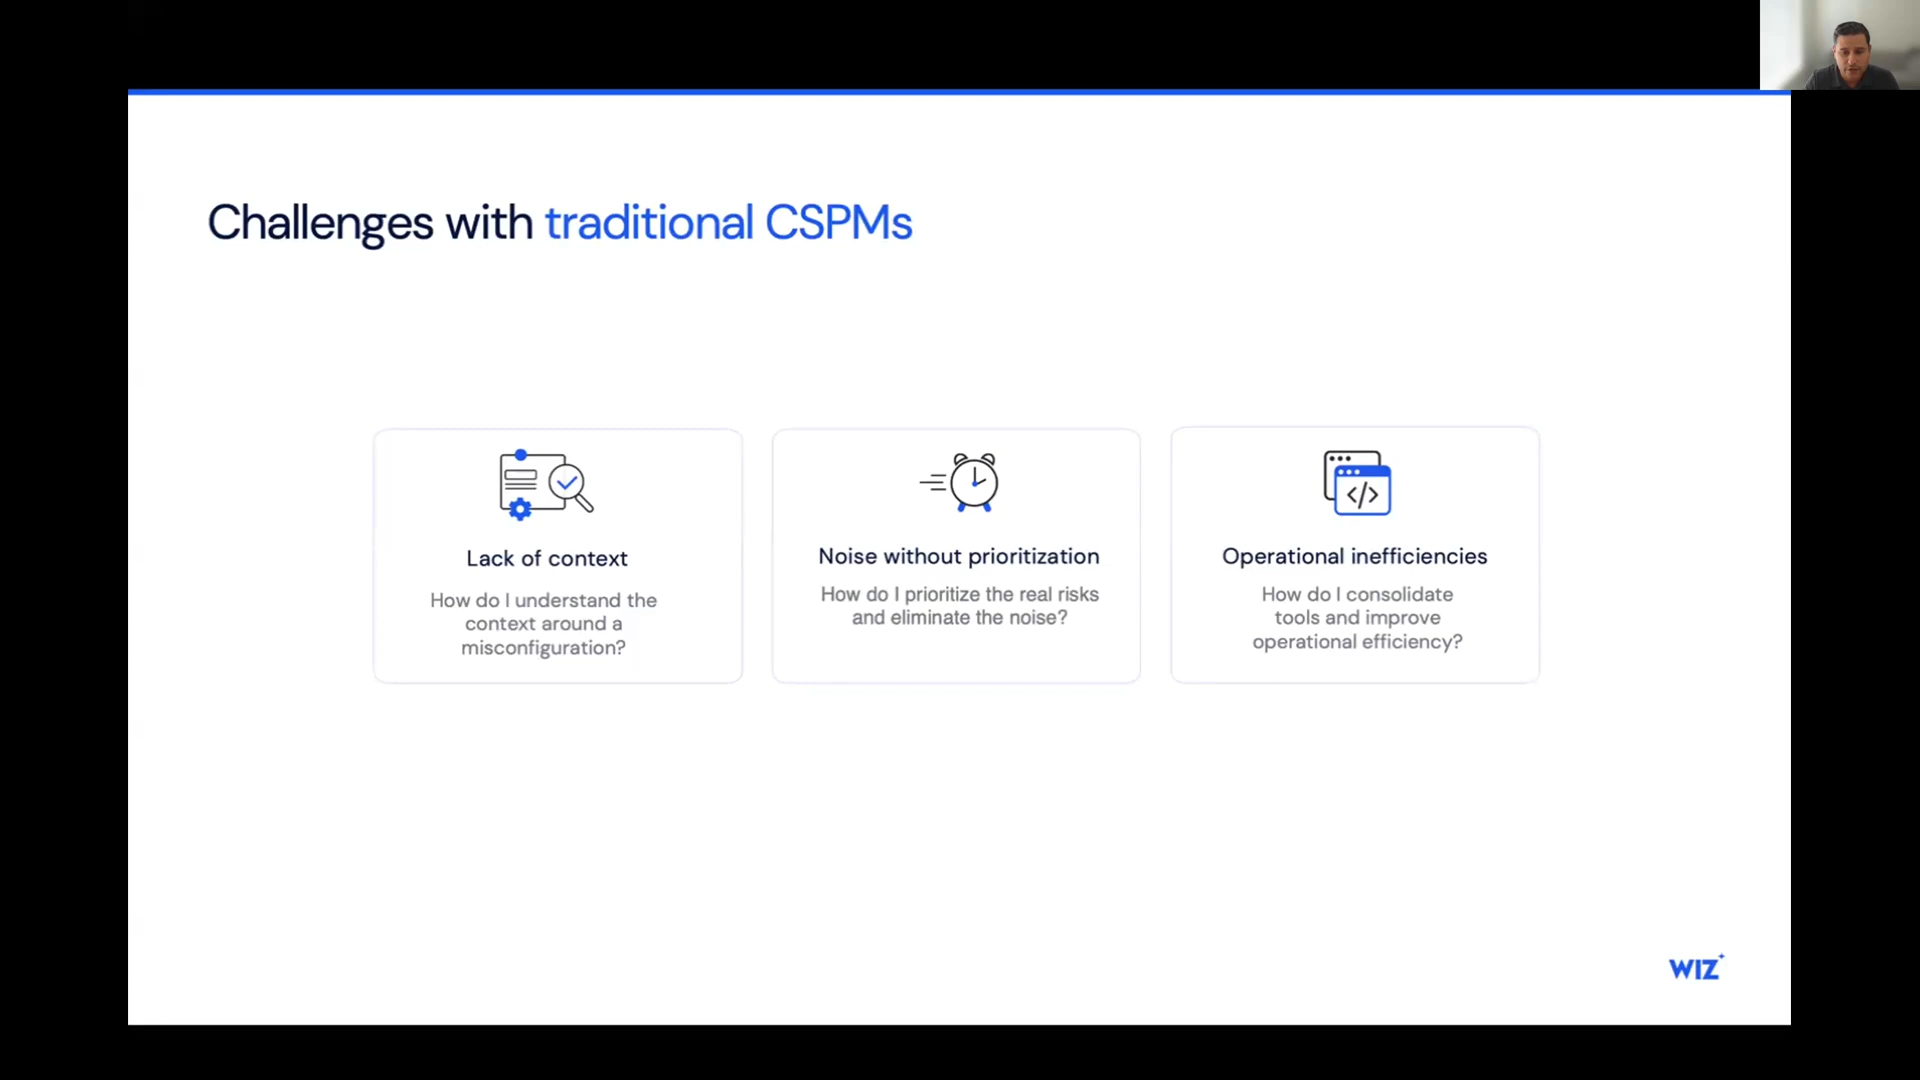 Challenges with traditional CSPMs
Lack of context
How do I understand the
context around a
misconfiguration?
Noise without prioritization
How do I prioritize the real risks
and eliminate the noise?
Operational inefficiencies
How do I consolidate
tools and improve
operational efficiency?
WIZ